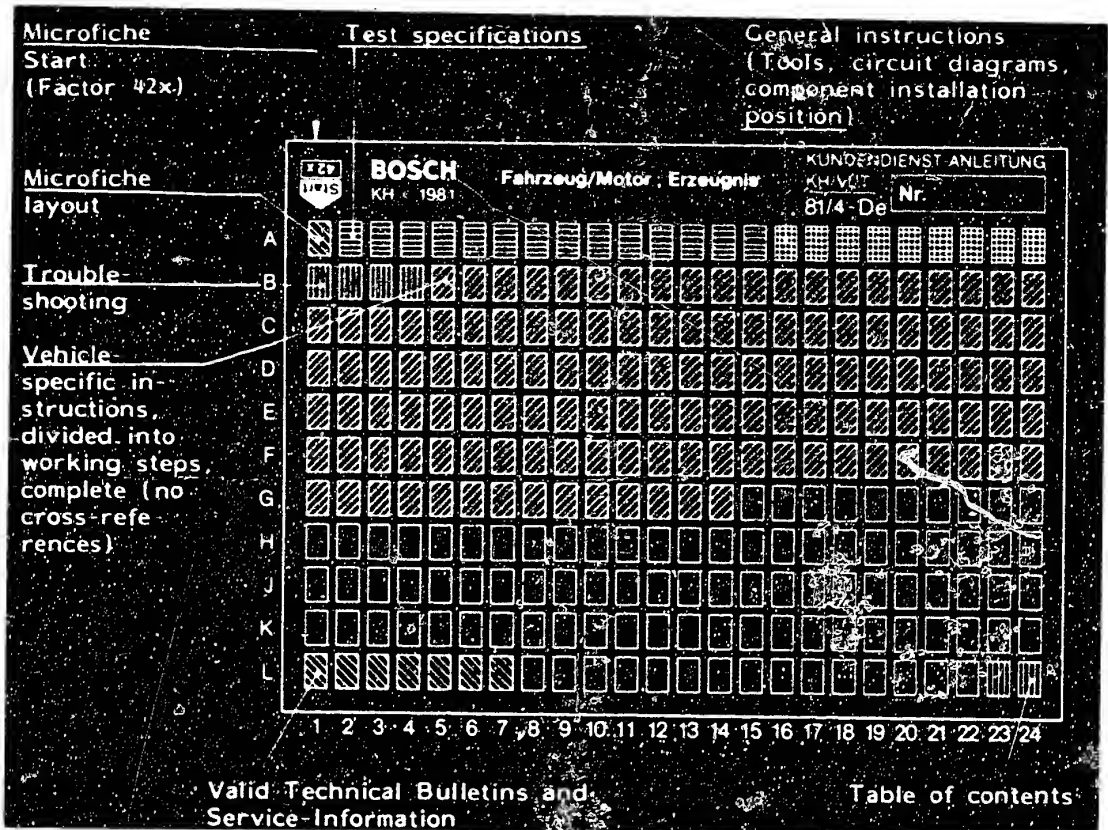 Microfiche
Start
(Factor 42x)
Test specifications
General instructions
(Tools, circuit diagrams,
component installation
position)
Microfiche
layout
Trouble-
shooting
Vehicle-
specific in-
structions,
divided into
working steps,
complete (no
cross-refe
rences)
Start
42 x
BOSCH
KH 1981
Fahrzeug/Motor, Erzeugnis
KUNDENDIENST-ANLEITUNG
KH/VDT
81/4-De
Nr.
A
B
C
D
E
F
G
H
J
K
L
1 2 3 4 5 6 7 8 9 10 11 12 13 14 15 16 17 18 19 20 21 22 23 24
Valid Technical Bulletins and
Service-Information
Table of contents